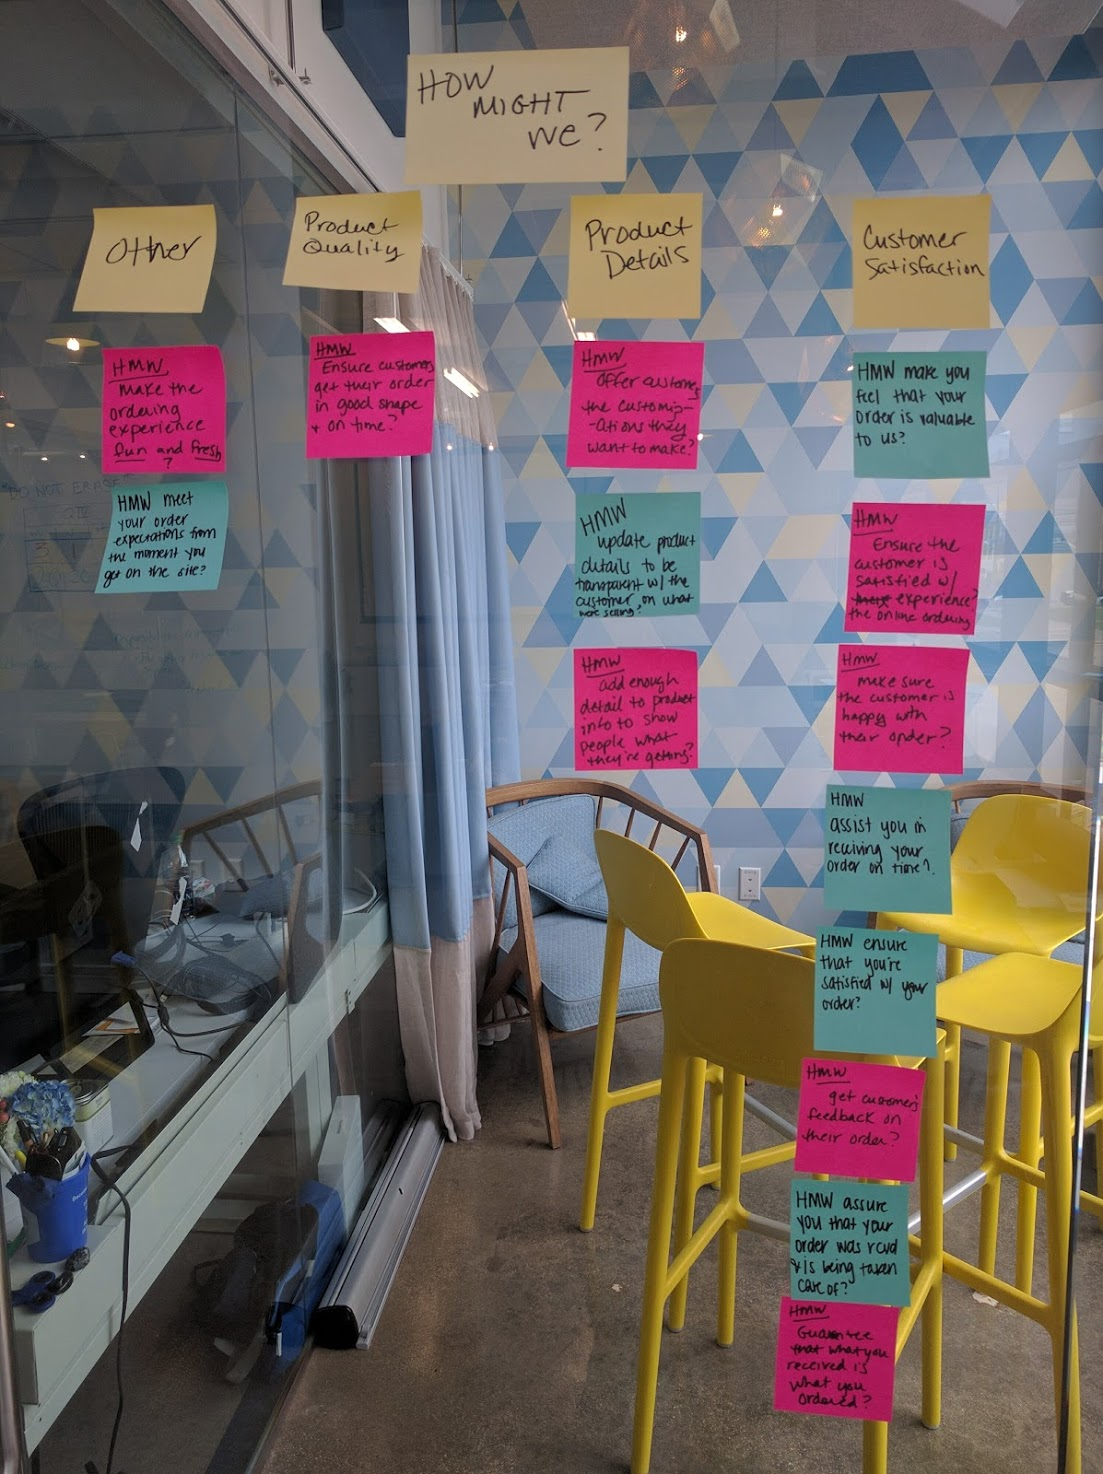 How
MIGHT
We?
Other
HMW
Make the
ordering
experience
fun and fresh
?
HMW meet
your order
expectations from
the moment you
get on the site?
Product
Quality
HMW
Ensure customers
get their order
in good shape
+ on time?
Product
Details
HMW
Offer customers
the customiz-
-ations they
want to make?
HMW
update product
details to be
transparent w/ the
customer on what
we're selling?
HMW
add enough
detail to product
info to show
people what
they're getting?
Customer
Satisfaction
HMW make you
feel that your
order is valuable
to us?
HMW
Ensure the
customer is
satisfied w/
experience?
the online ordering
HMW
make sure
the customer is
happy with
their order?
HMW
assist you in
reciving your
order on time?
HMW ensure
that you're
satisfied w/ your
order?
HMW
get customers
feedback on
their order?
HMW assure
you that your
order was rcvd
+ is being taken
care of?
HMW
Guarantee
that what you
received is
what you
ordered?
DO NOT ERASE